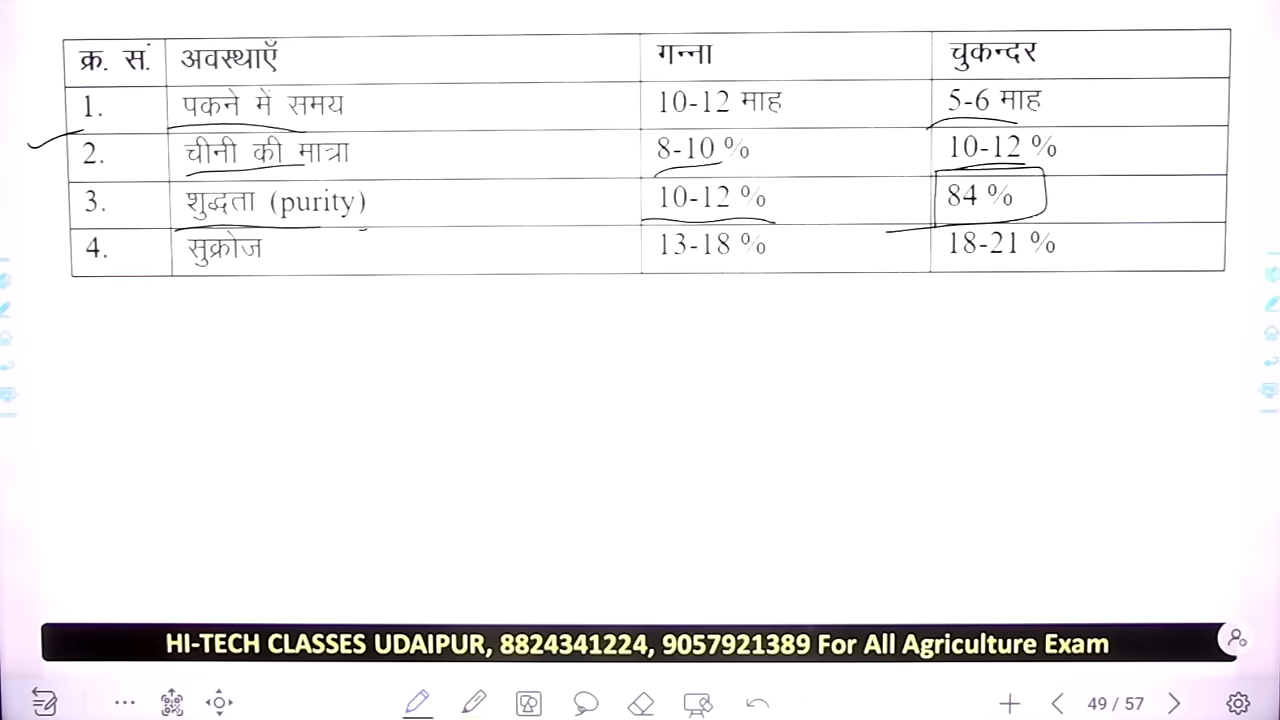 क्र. सं. अवस्थाएँ गन्ना चुकन्दर
1. पकने में समय 10-12 माह 5-6 माह
2. चीनी की मात्रा 8-10 % 10-12 %
3. शुद्धता (purity) 10-12 % 84 %
4. सुक्रोज 13-18 % 18-21 %
HI-TECH CLASSES UDAIPUR, 8824341224, 9057921389 For All Agriculture Exam
49 / 57